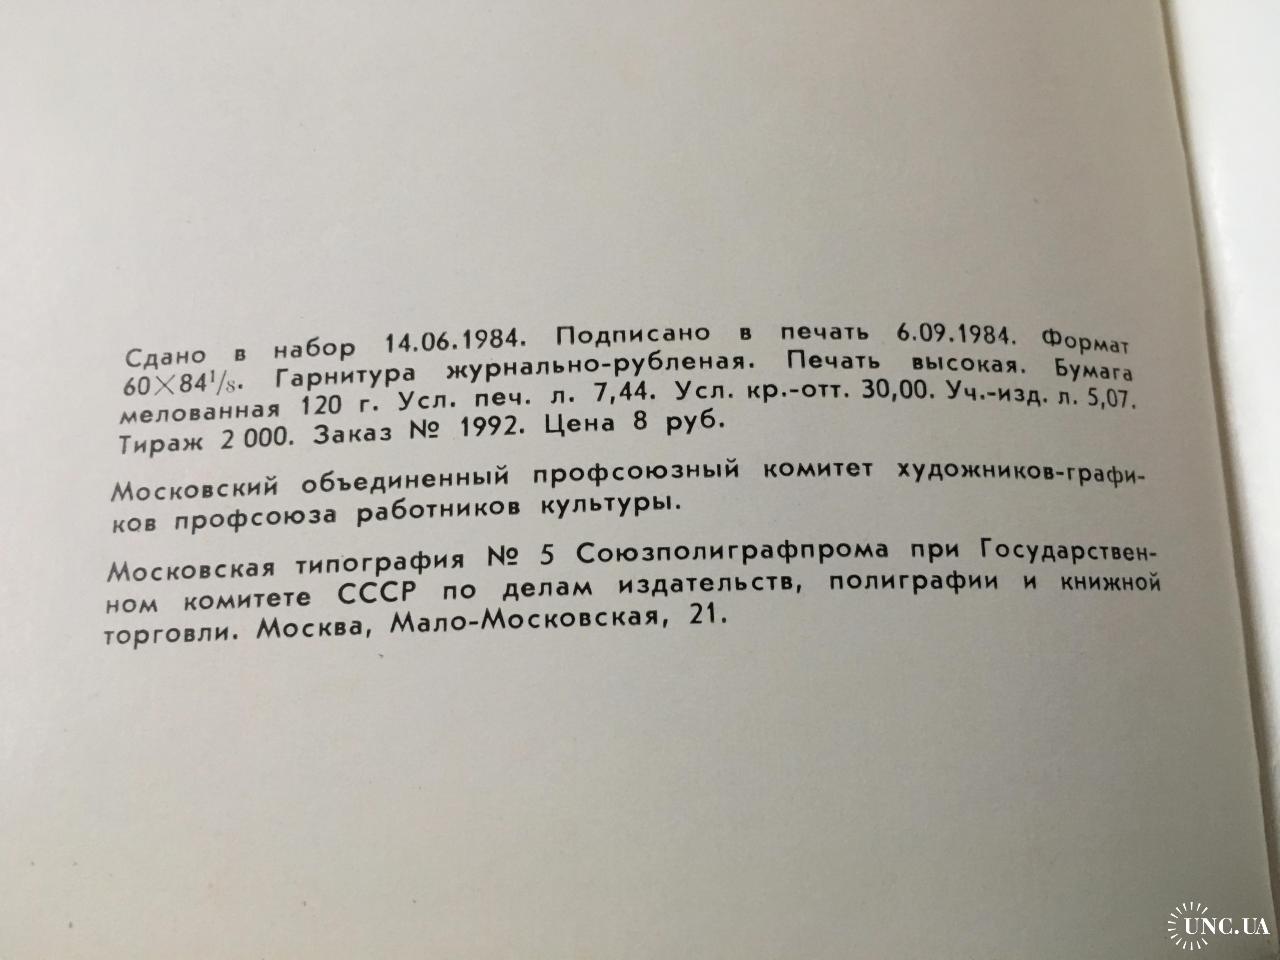 Сдано в набор 14.06.1984. Подписано в печать 6.09.1984. Формат
60×84¹/₈. Гарнитура журнально-рубленая. Печать высокая. Бумага
мелованная 120 г. Усл. печ. л. 7,44. Усл. кр.-отт. 30,00. Уч.-изд. л. 5,07.
Тираж 2 000. Заказ № 1992. Цена 8 руб.
Московский объединенный профсоюзный комитет художников-графи-
ков профсоюза работников культуры.
Московская типография № 5 Союзполиграфпрома при Государствен-
ном комитете СССР по делам издательств, полиграфии и книжной
торговли. Москва, Мало-Московская, 21.
UNC.UA